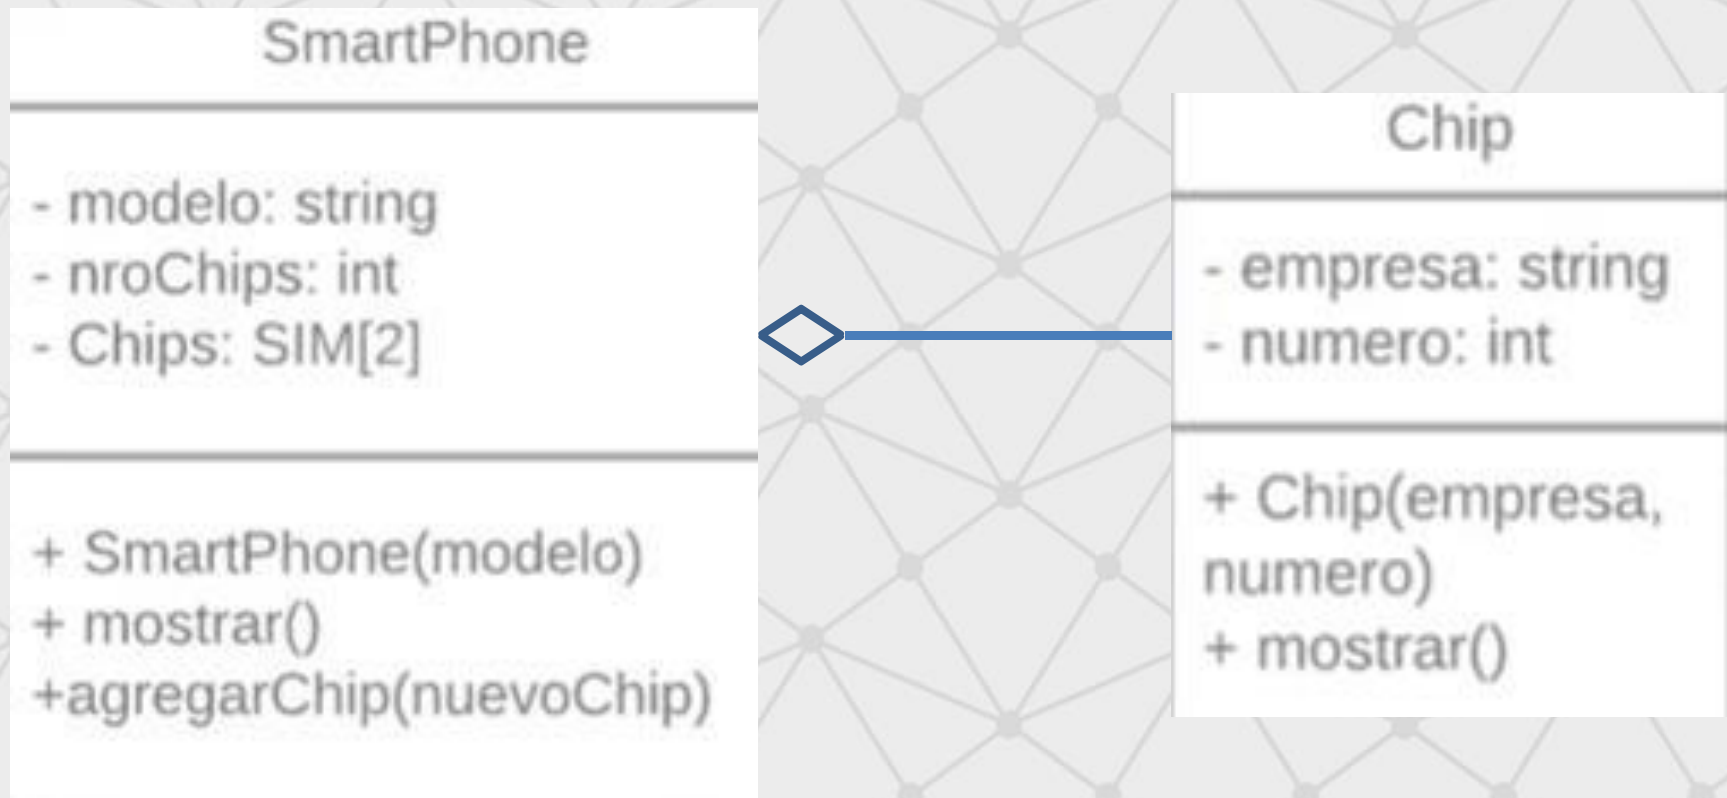 SmartPhone
- modelo: string
- nroChips: int
- Chips: SIM[2]
+ SmartPhone(modelo)
+ mostrar()
+agregarChip(nuevoChip)
Chip
- empresa: string
- numero: int
+ Chip(empresa,
numero)
+ mostrar()